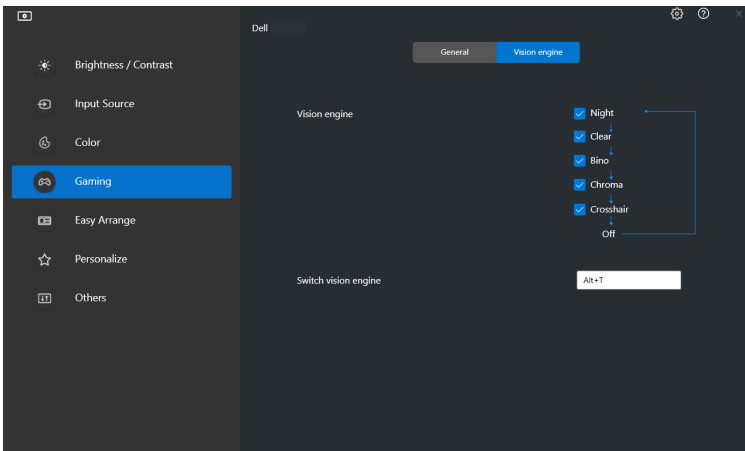 Dell
General
Vision engine
Brightness / Contrast
Input Source
Color
Gaming
Easy Arrange
Personalize
Others
Vision engine
Night
Clear
Bino
Chroma
Crosshair
Off
Switch vision engine
Alt+T